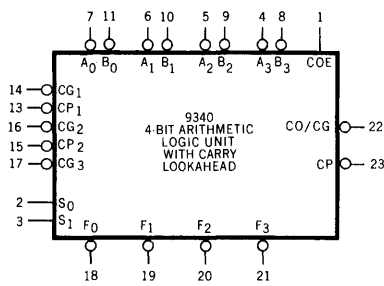 7 11 6 10 5 9 4 8 1
A0 B0 A1 B1 A2 B2 A3 B3 COE
14 CG1
13 CP1
16 CG2
15 CP2
17 CG3
9340
4-BIT ARITHMETIC
LOGIC UNIT
WITH CARRY
LOOKAHEAD
CO/CG 22
CP 23
2 S0
3 S1
F0 F1 F2 F3
18 19 20 21